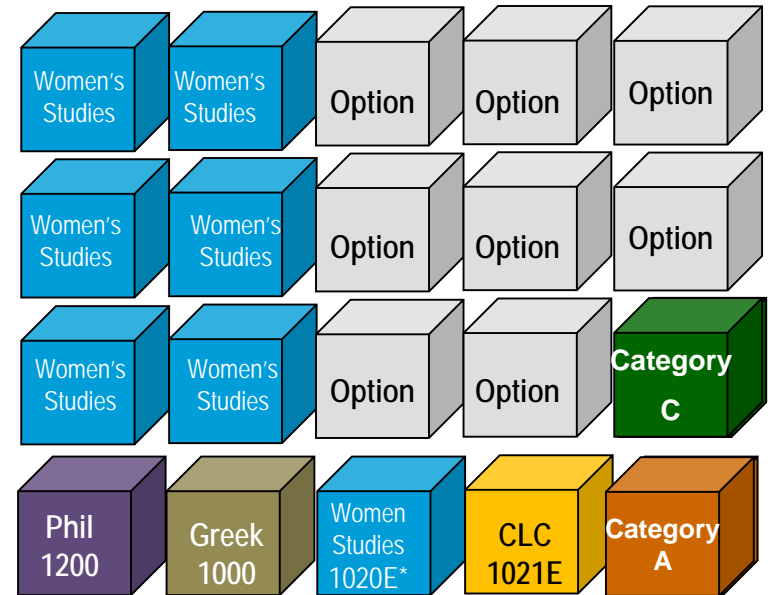 Women's
Studies
Women's
Studies
Option
Option
Option
Women's
Studies
Women's
Studies
Option
Option
Option
Women's
Studies
Women's
Studies
Option
Option
Category
C
Phil
1200
Greek
1000
Women
Studies
1020E*
CLC
1021E
Category
A